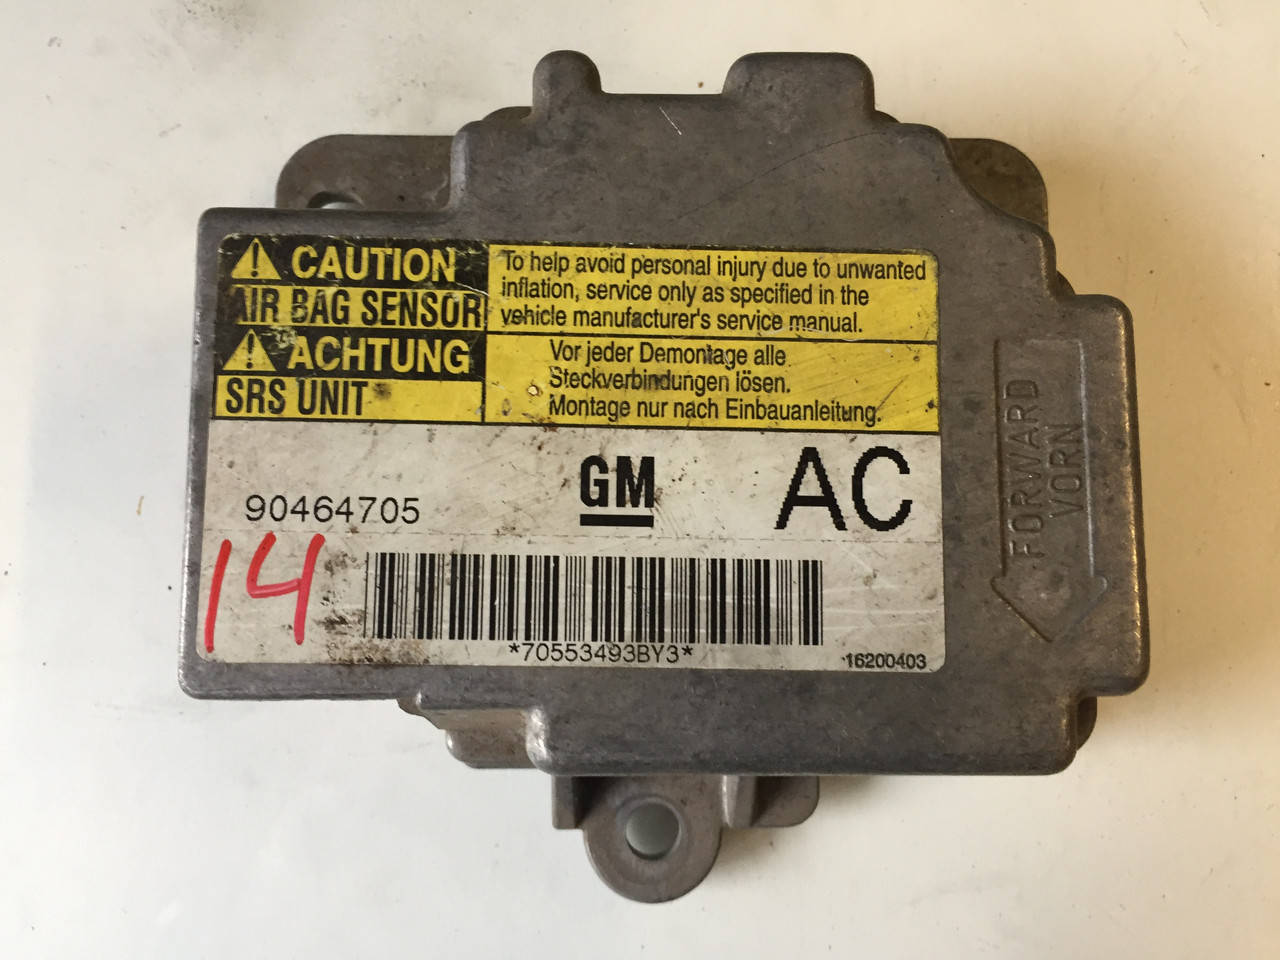 CAUTION
AIR BAG SENSOR
ACHTUNG
SRS UNIT
To help avoid personal injury due to unwanted
inflation, service only as specified in the
vehicle manufacturer's service manual.
Vor jeder Demontage alle
Steckverbindungen lösen.
Montage nur nach Einbauanleitung.
90464705
GM
AC
14
*70553493BY3*
16200403
FORWARD
VORN